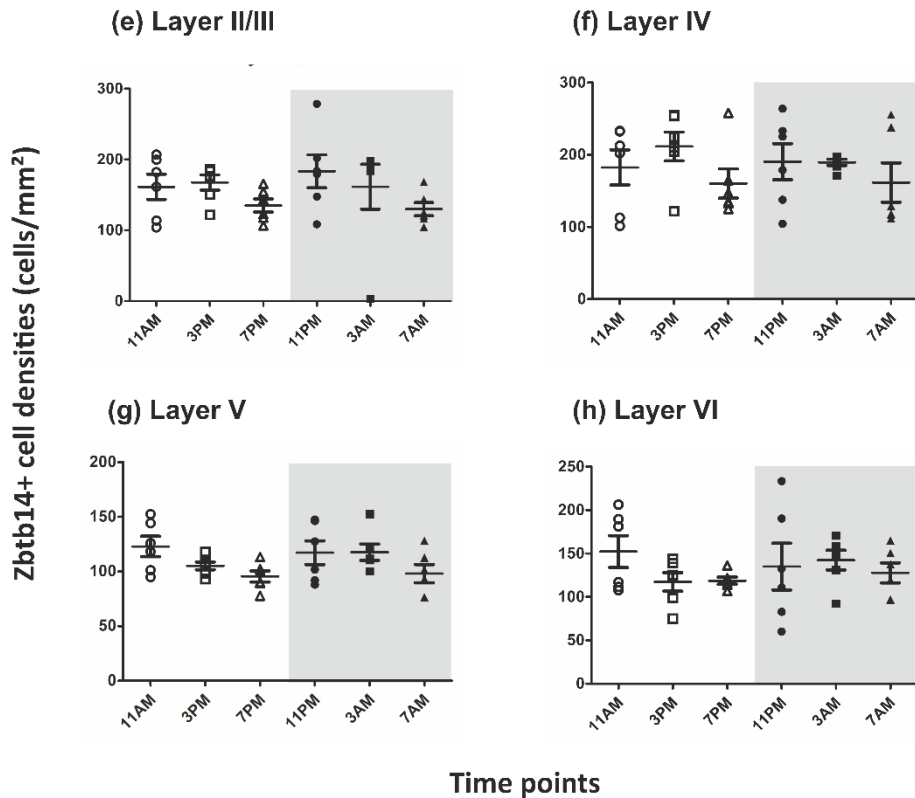 (e) Layer II/III
300
200
100
0
11AM 3PM 7PM 11PM 3AM 7AM
(f) Layer IV
300
200
100
0
11AM 3PM 7PM 11PM 3AM 7AM
Zbtb14+ cell densities (cells/mm²)
(g) Layer V
200
150
100
50
0
11AM 3PM 7PM 11PM 3AM 7AM
(h) Layer VI
250
200
150
100
50
0
11AM 3PM 7PM 11PM 3AM 7AM
Time points